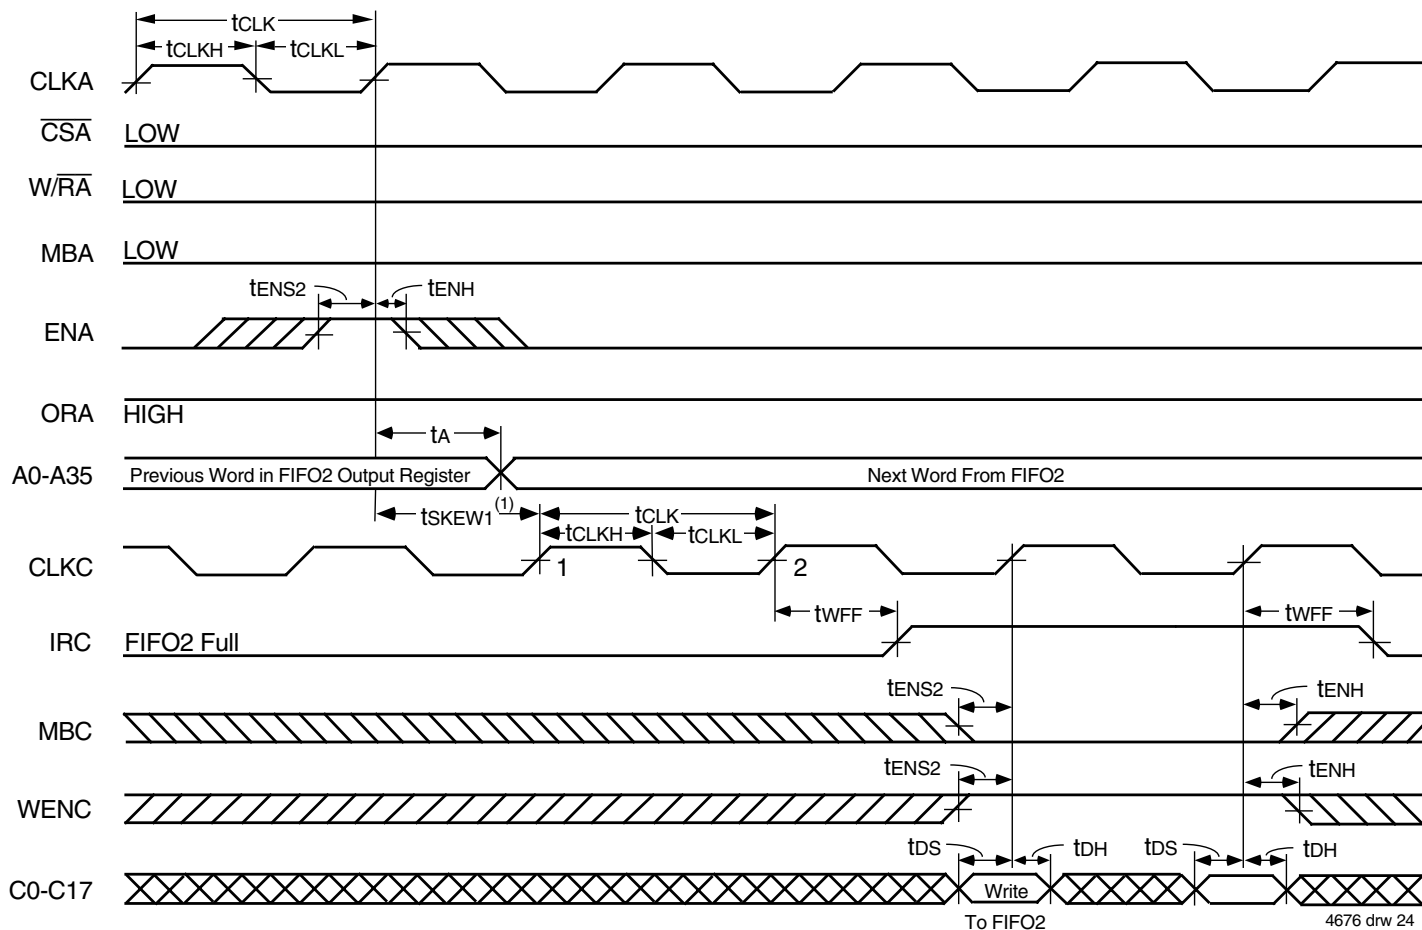 tCLK
tCLKH
tCLKL
CLKA
CSA
LOW
W/RA
LOW
MBA
LOW
tENS2
tENH
ENA
ORA
HIGH
tA
A0-A35
Previous Word in FIFO2 Output Register
Next Word From FIFO2
tSKEW1(1)
tCLK
tCLKH
tCLKL
CLKC
1
2
tWFF
tWFF
IRC
FIFO2 Full
tENS2
tENH
MBC
tENS2
tENH
WENC
tDS
tDH
tDS
tDH
C0-C17
Write
To FIFO2
4676 drw 24